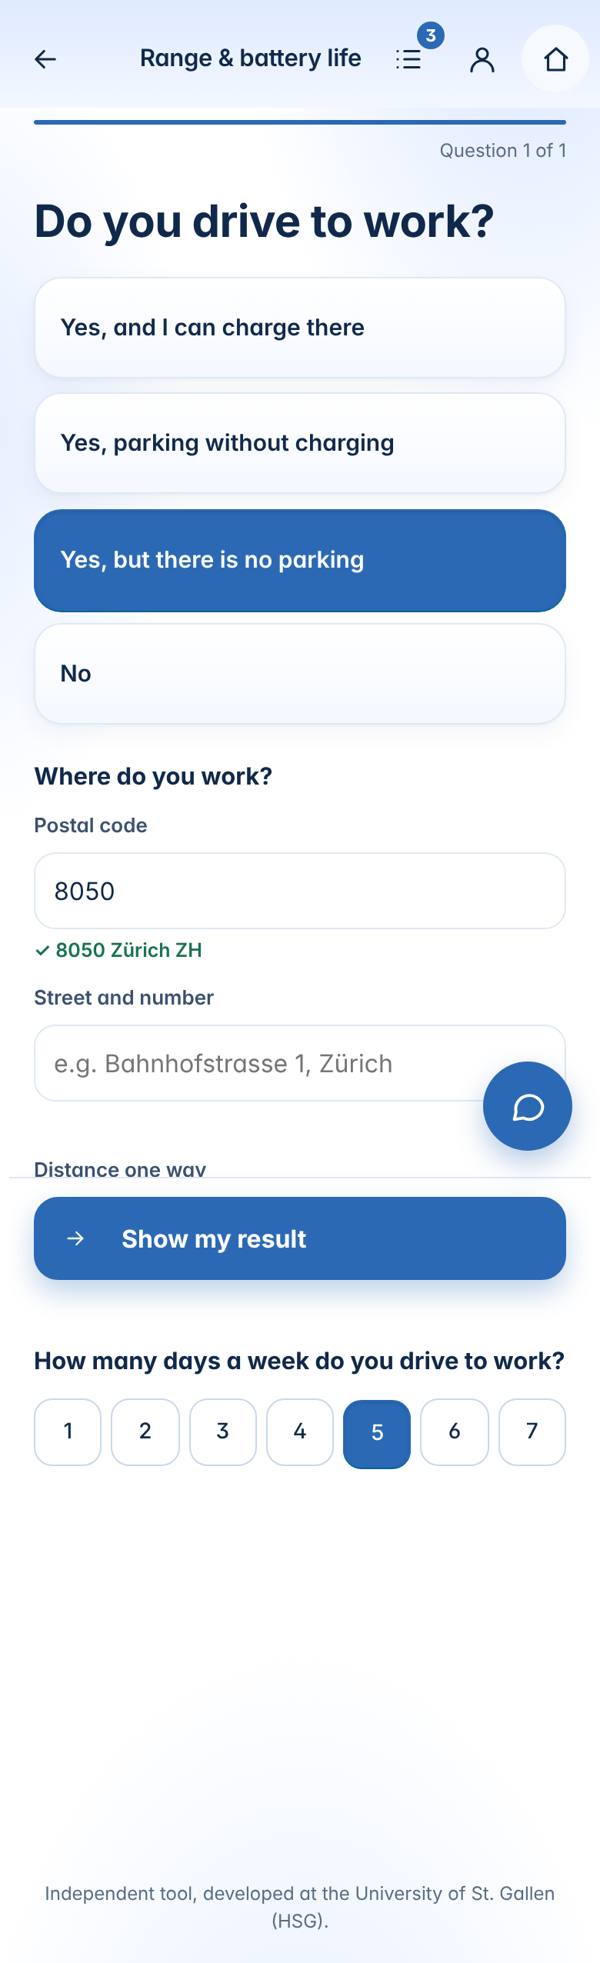 Range & battery life
3
Question 1 of 1
Do you drive to work?
Yes, and I can charge there
Yes, parking without charging
Yes, but there is no parking
No
Where do you work?
Postal code
8050
✓ 8050 Zürich ZH
Street and number
e.g. Bahnhofstrasse 1, Zürich
Distance one way
Show my result
How many days a week do you drive to work?
1 2 3 4 5 6 7
Independent tool, developed at the University of St. Gallen
(HSG).